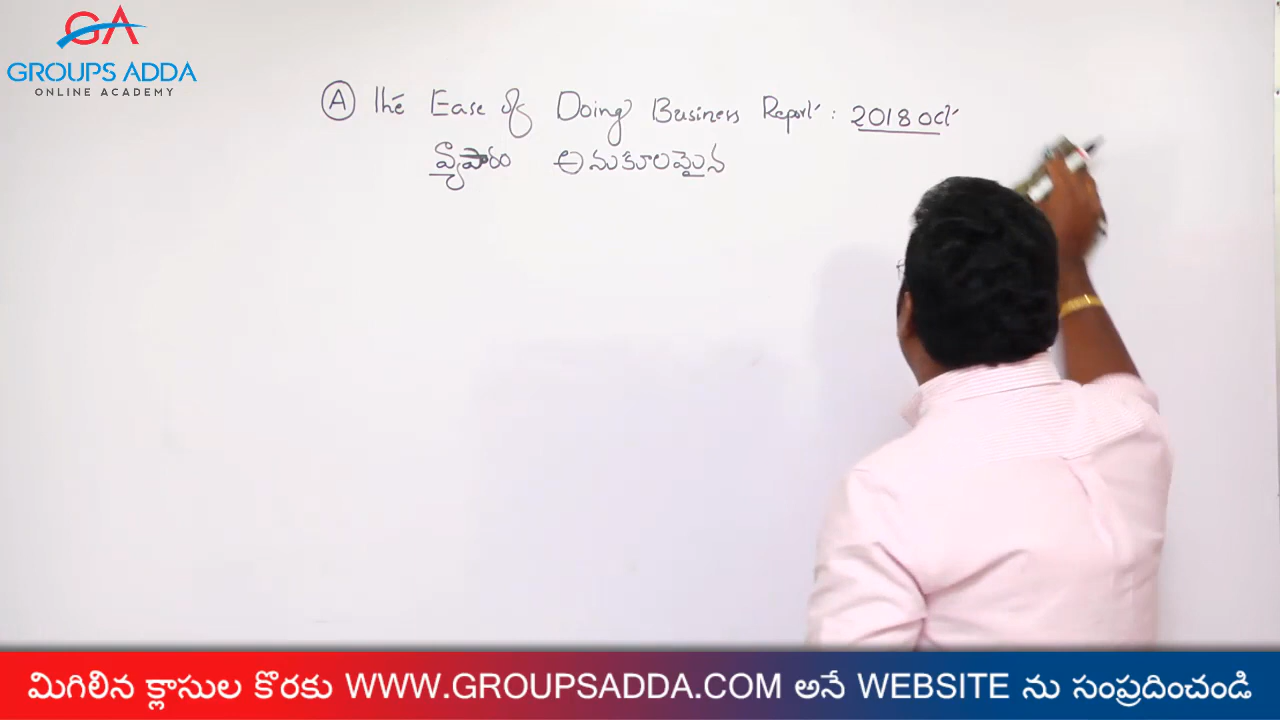 GA
GROUPS ADDA
ONLINE ACADEMY
A The Ease of Doing Business Report : 2018 oct
వ్యాపారం అనుకూలమైన
మిగిలిన క్లాసుల కొరకు WWW.GROUPSADDA.COM అనే WEBSITE ను సంప్రదించండి